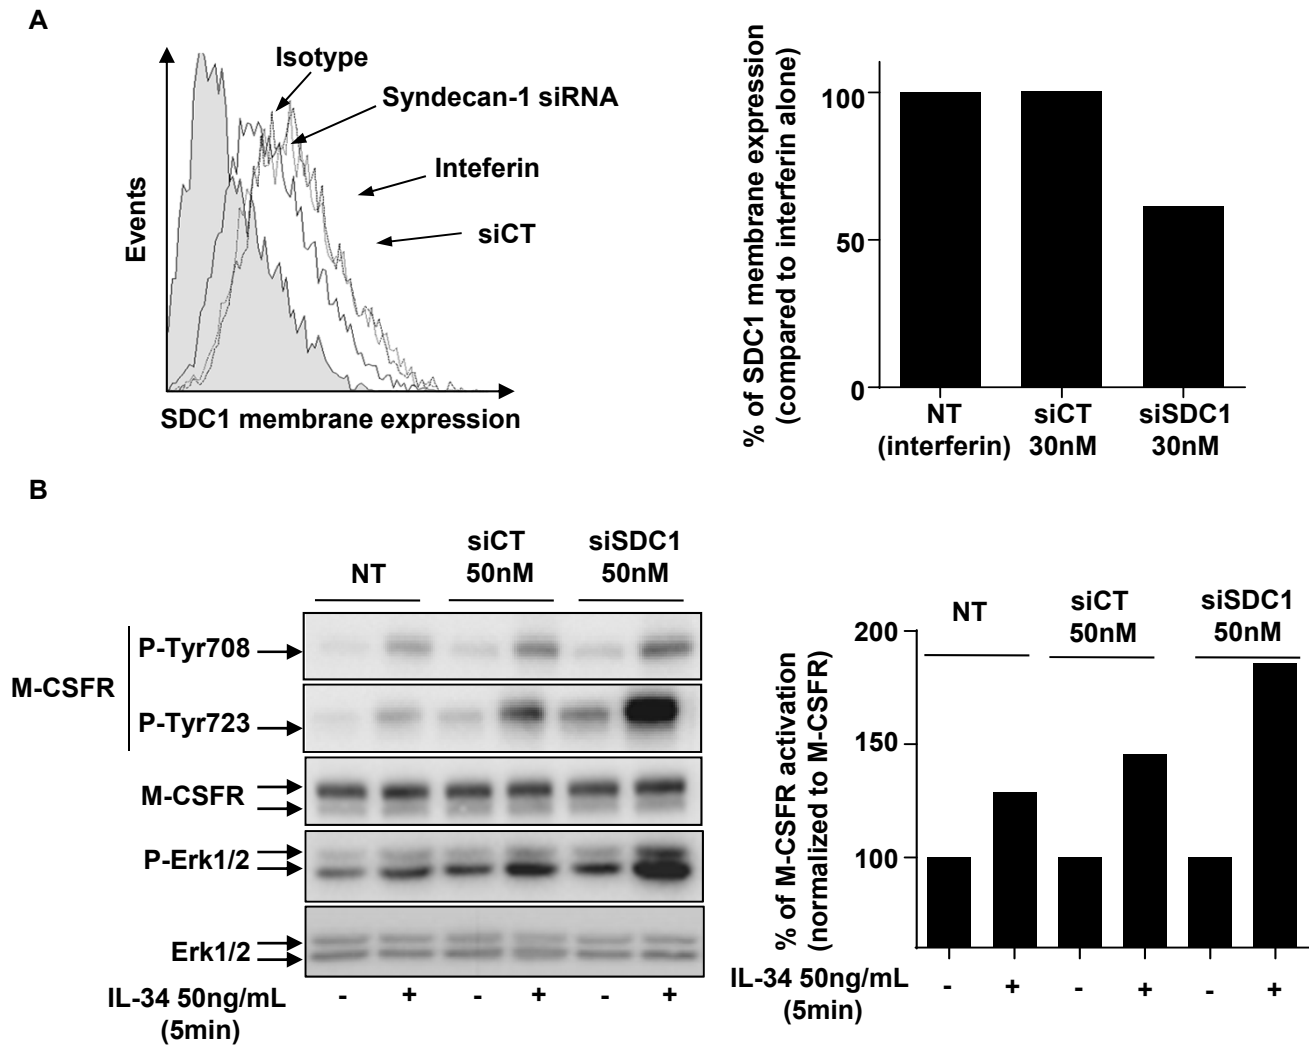 A
Isotype
Syndecan-1 siRNA
Inteferin
siCT
Events
SDC1 membrane expression
% of SDC1 membrane expression
(compared to interferin alone)
100
50
0
NT
(interferin)
siCT
30nM
siSDC1
30nM
B
NT
siCT
50nM
siSDC1
50nM
M-CSFR
P-Tyr708
P-Tyr723
M-CSFR
P-Erk1/2
Erk1/2
IL-34 50ng/mL
(5min)
- + - + - +
% of M-CSFR activation
(normalized to M-CSFR)
200
150
100
NT
siCT
50nM
siSDC1
50nM
IL-34 50ng/mL
(5min)
- + - + - +